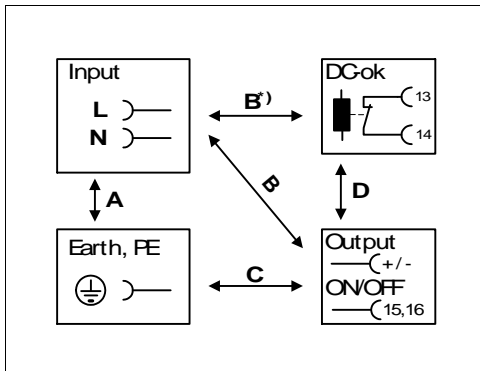 Input
L
N
B*)
DC-ok
13
14
A
B
D
Earth, PE
C
Output
+/-
ON/OFF
15,16